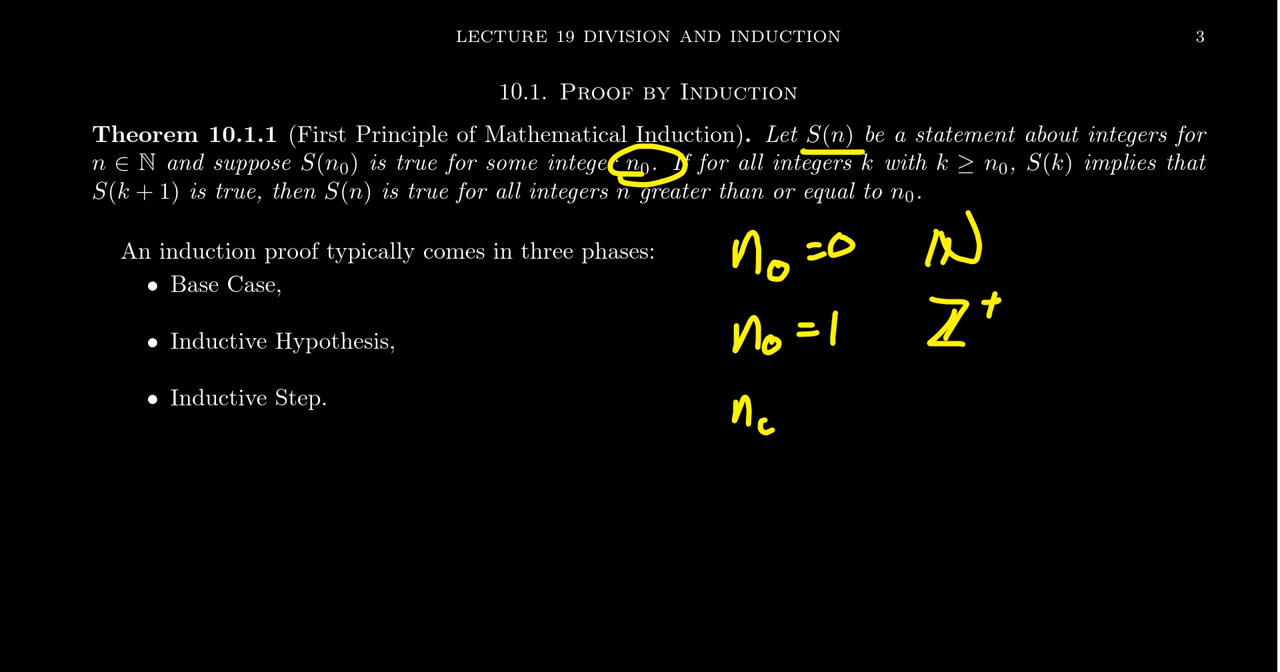 LECTURE 19 DIVISION AND INDUCTION 3
10.1. PROOF BY INDUCTION
Theorem 10.1.1 (First Principle of Mathematical Induction). Let S(n) be a statement about integers for
n ∈ ℕ and suppose S(n₀) is true for some integer n₀. If for all integers k with k ≥ n₀, S(k) implies that
S(k + 1) is true, then S(n) is true for all integers n greater than or equal to n₀.
An induction proof typically comes in three phases:
• Base Case,
• Inductive Hypothesis,
• Inductive Step.
n₀ = 0 ℕ
n₀ = 1 ℤ⁺
n